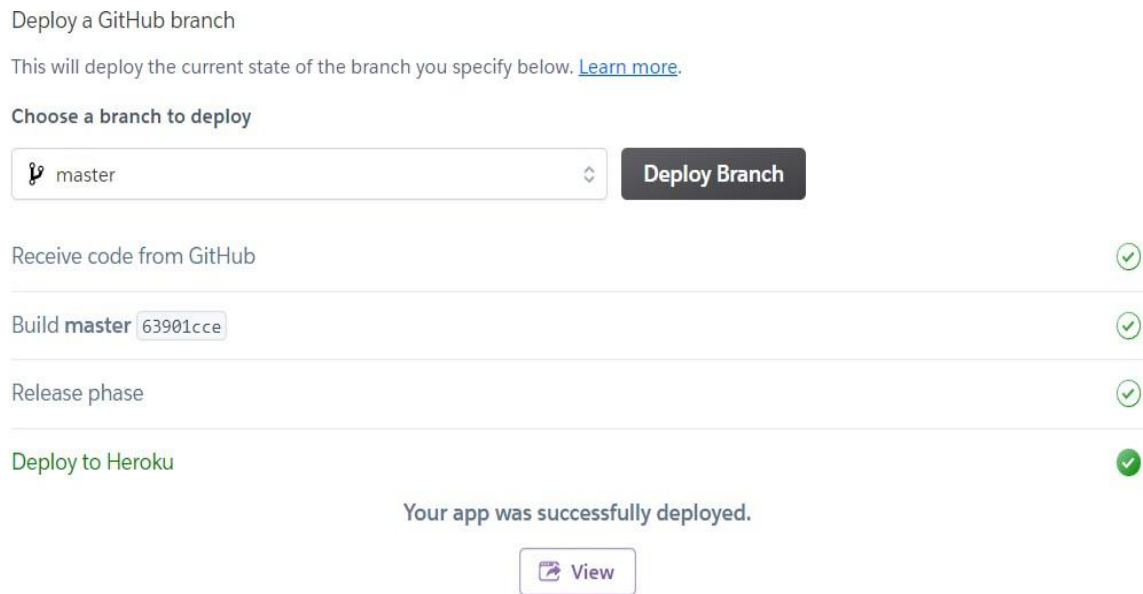 Deploy a GitHub branch
This will deploy the current state of the branch you specify below. Learn more.
Choose a branch to deploy
master
Deploy Branch
Receive code from GitHub
Build master 63901cce
Release phase
Deploy to Heroku
Your app was successfully deployed.
View